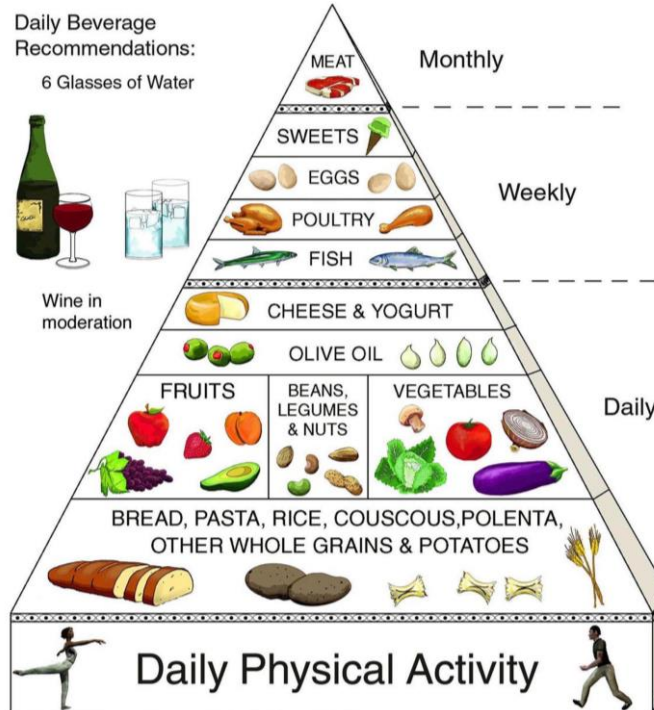 Daily Beverage
Recommendations:
6 Glasses of Water
Wine in
moderation
MEAT
Monthly
SWEETS
EGGS
POULTRY
FISH
Weekly
CHEESE & YOGURT
OLIVE OIL
FRUITS
BEANS,
LEGUMES
& NUTS
VEGETABLES
Daily
BREAD, PASTA, RICE, COUSCOUS,POLENTA,
OTHER WHOLE GRAINS & POTATOES
Daily Physical Activity